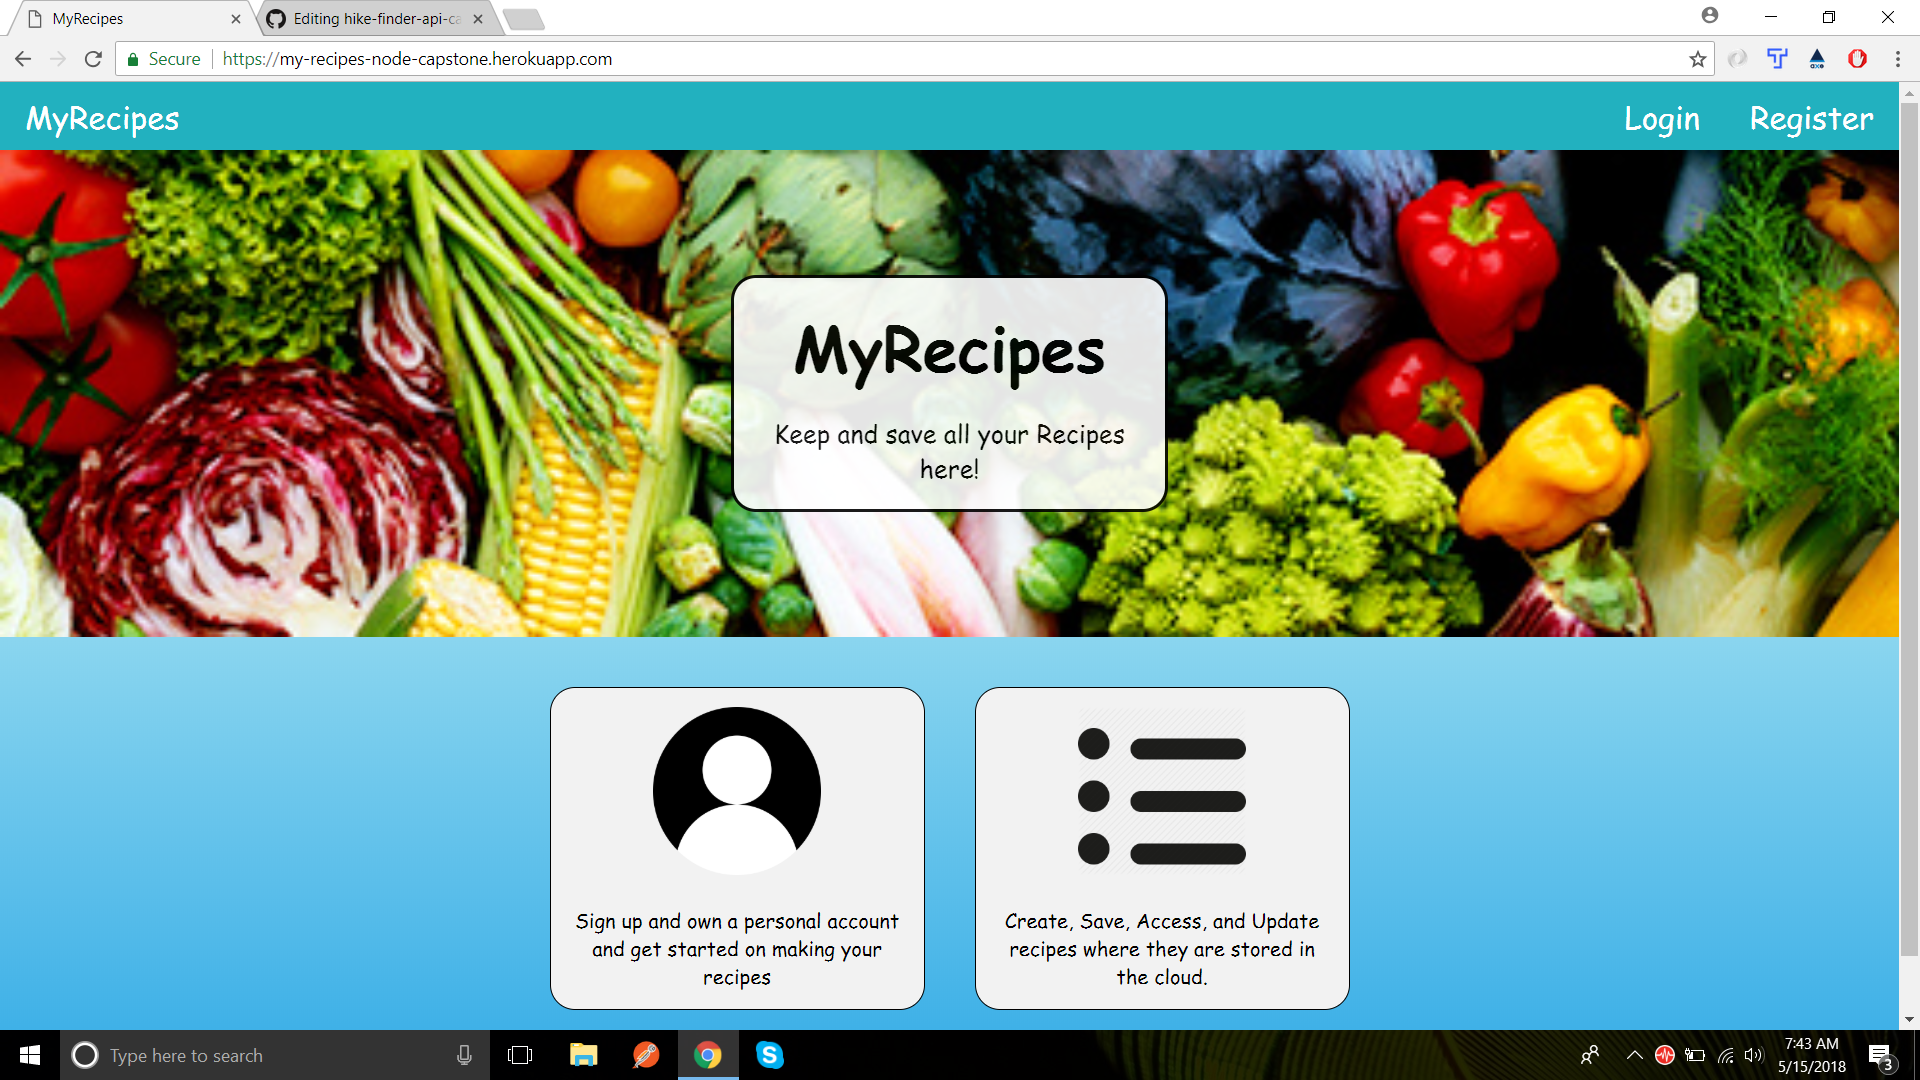 MyRecipes
Editing hike-finder-api-ca
Secure
https://my-recipes-node-capstone.herokuapp.com
MyRecipes
Login
Register
MyRecipes
Keep and save all your Recipes
here!
Sign up and own a personal account
and get started on making your
recipes
Create, Save, Access, and Update
recipes where they are stored in
the cloud.
Type here to search
7:43 AM
5/15/2018
3